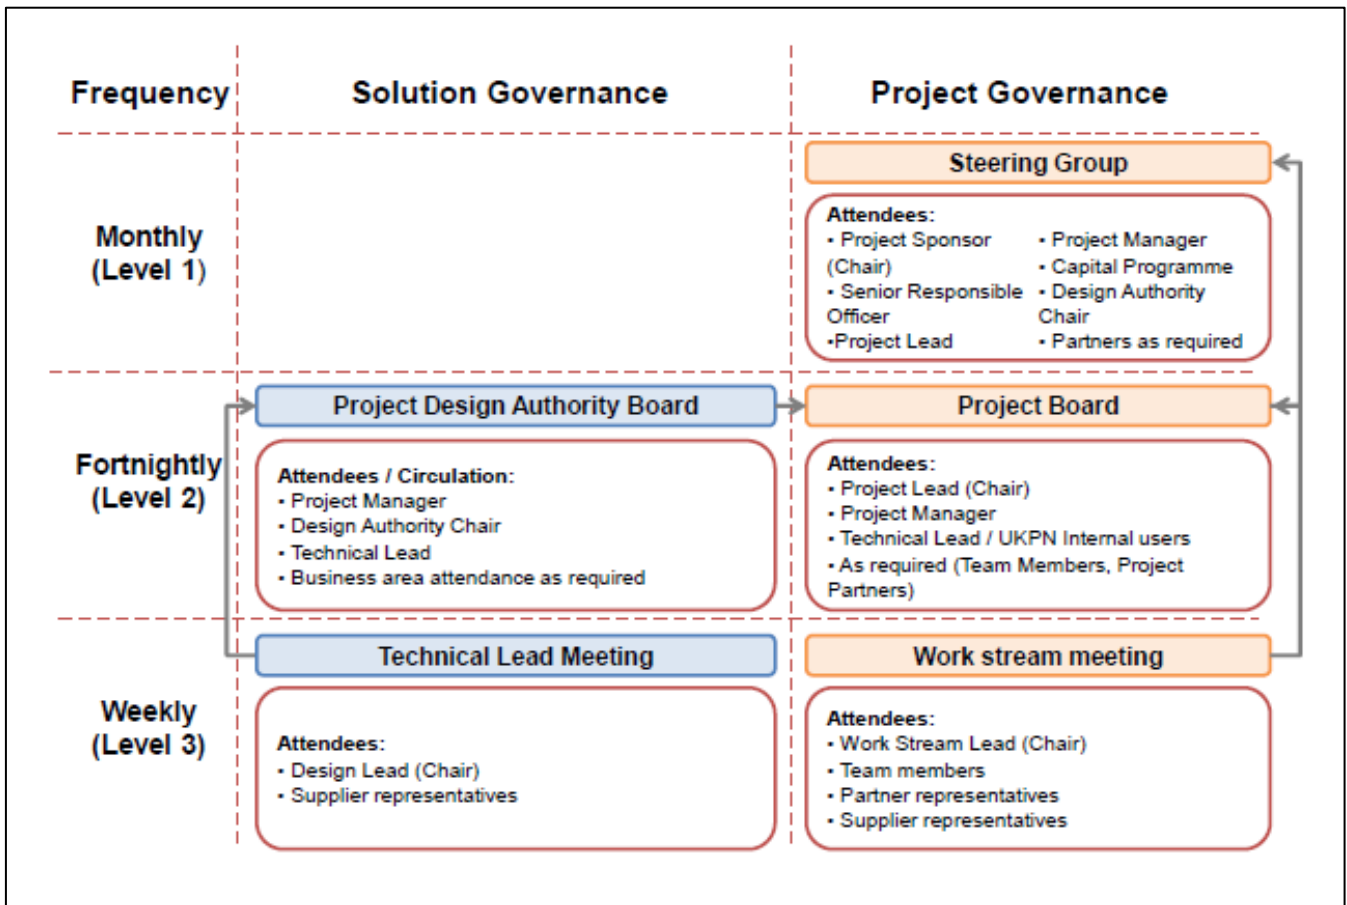 Frequency
Solution Governance
Project Governance
Monthly
(Level 1)
Steering Group
Attendees:
• Project Sponsor
(Chair)
• Senior Responsible
Officer
•Project Lead
• Project Manager
• Capital Programme
• Design Authority
Chair
• Partners as required
Fortnightly
(Level 2)
Project Design Authority Board
Attendees / Circulation:
• Project Manager
• Design Authority Chair
• Technical Lead
• Business area attendance as required
Project Board
Attendees:
• Project Lead (Chair)
• Project Manager
• Technical Lead / UKPN Internal users
• As required (Team Members, Project
Partners)
Weekly
(Level 3)
Technical Lead Meeting
Attendees:
• Design Lead (Chair)
• Supplier representatives
Work stream meeting
Attendees:
• Work Stream Lead (Chair)
• Team members
• Partner representatives
• Supplier representatives